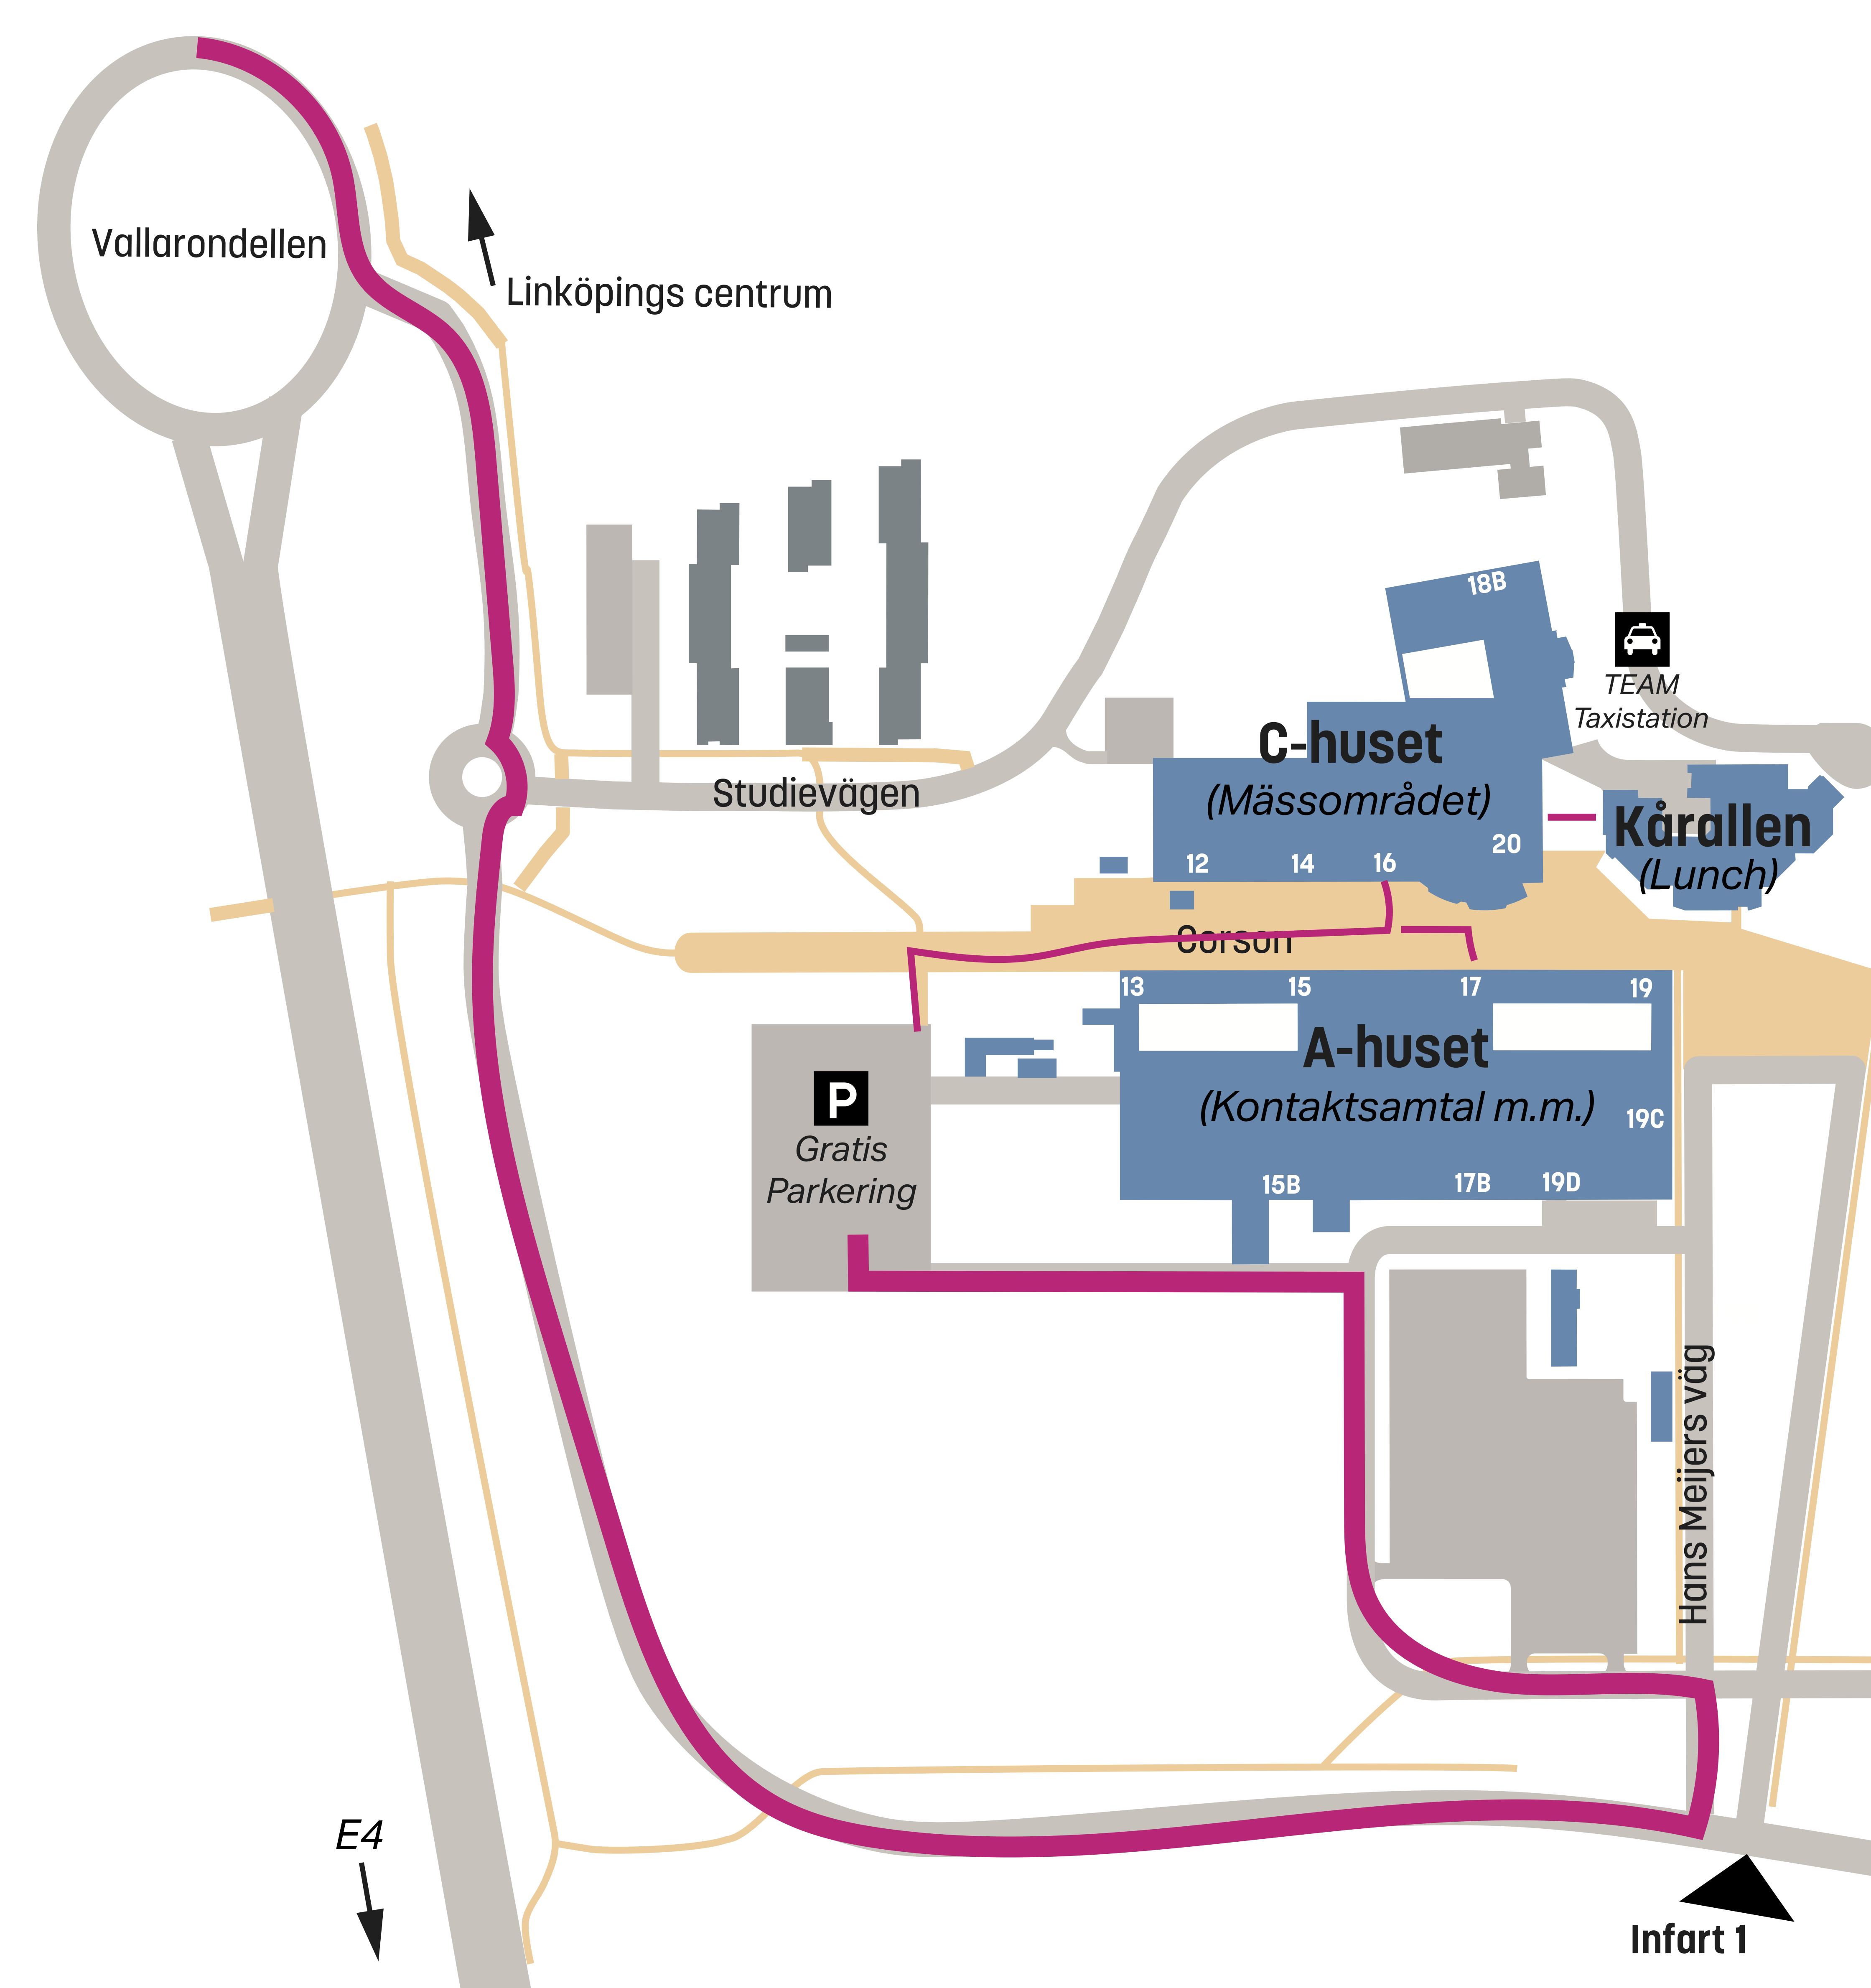 Vallarondellen
Linköpings centrum
18B
TEAM
Taxistation
C-huset
(Mässområdet)
Studievägen
Kårallen
(Lunch)
12
14
16
20
Corson
13
15
17
19
A-huset
(Kontaktsamtal m.m.)
19C
P
Gratis
Parkering
15B
17B
19D
Hans Meijers väg
E4
Infart 1